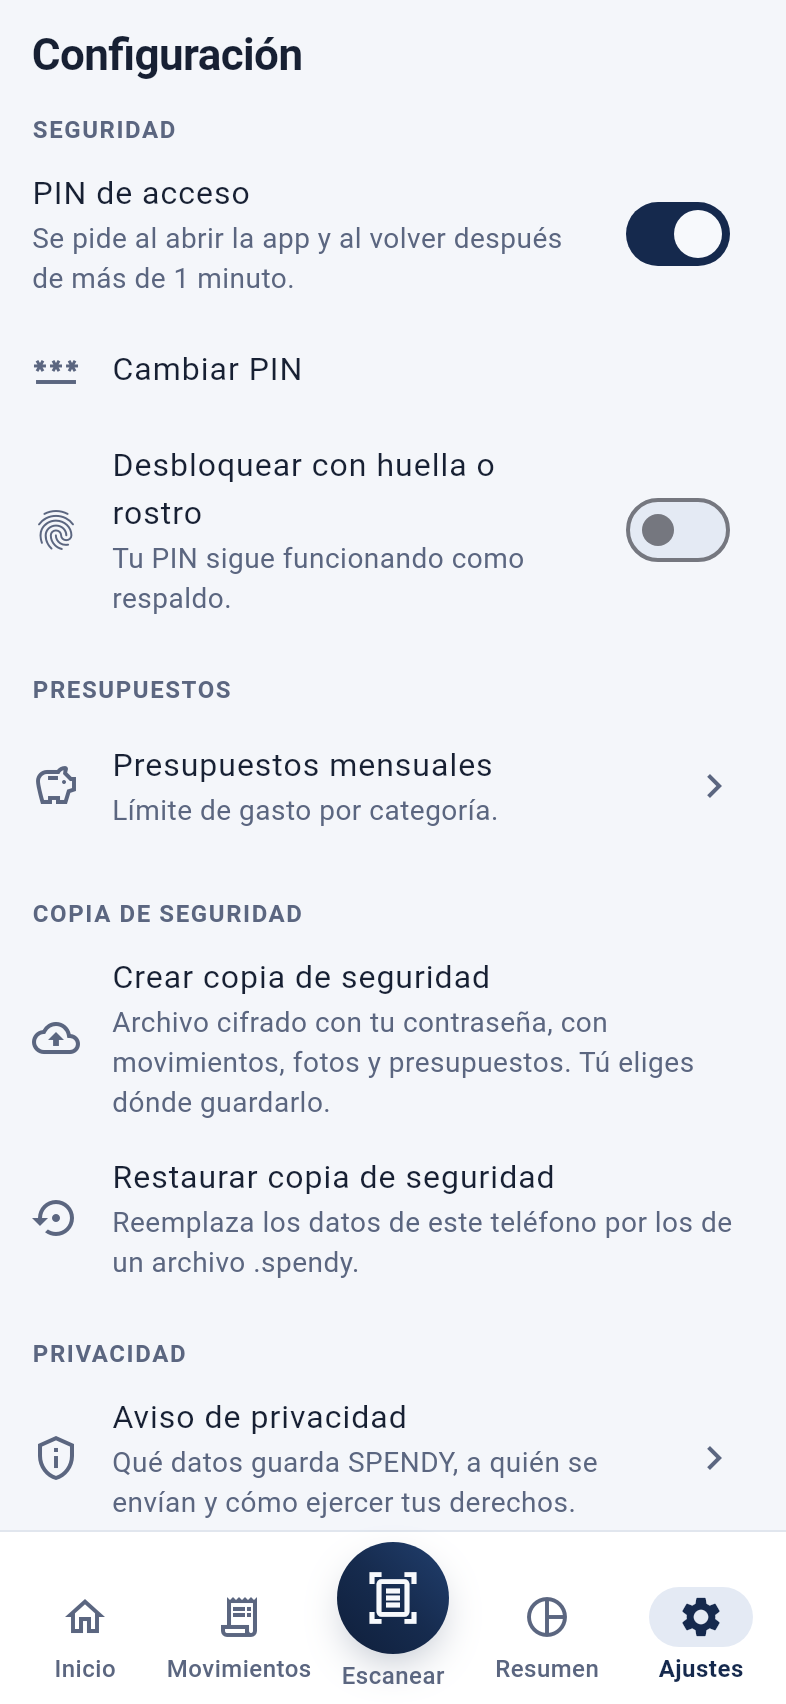 Configuración
SEGURIDAD
PIN de acceso
Se pide al abrir la app y al volver después
de más de 1 minuto.
Cambiar PIN
Desbloquear con huella o
rostro
Tu PIN sigue funcionando como
respaldo.
PRESUPUESTOS
Presupuestos mensuales
Límite de gasto por categoría.
COPIA DE SEGURIDAD
Crear copia de seguridad
Archivo cifrado con tu contraseña, con
movimientos, fotos y presupuestos. Tú eliges
dónde guardarlo.
Restaurar copia de seguridad
Reemplaza los datos de este teléfono por los de
un archivo .spendy.
PRIVACIDAD
Aviso de privacidad
Qué datos guarda SPENDY, a quién se
envían y cómo ejercer tus derechos.
Inicio
Movimientos
Escanear
Resumen
Ajustes